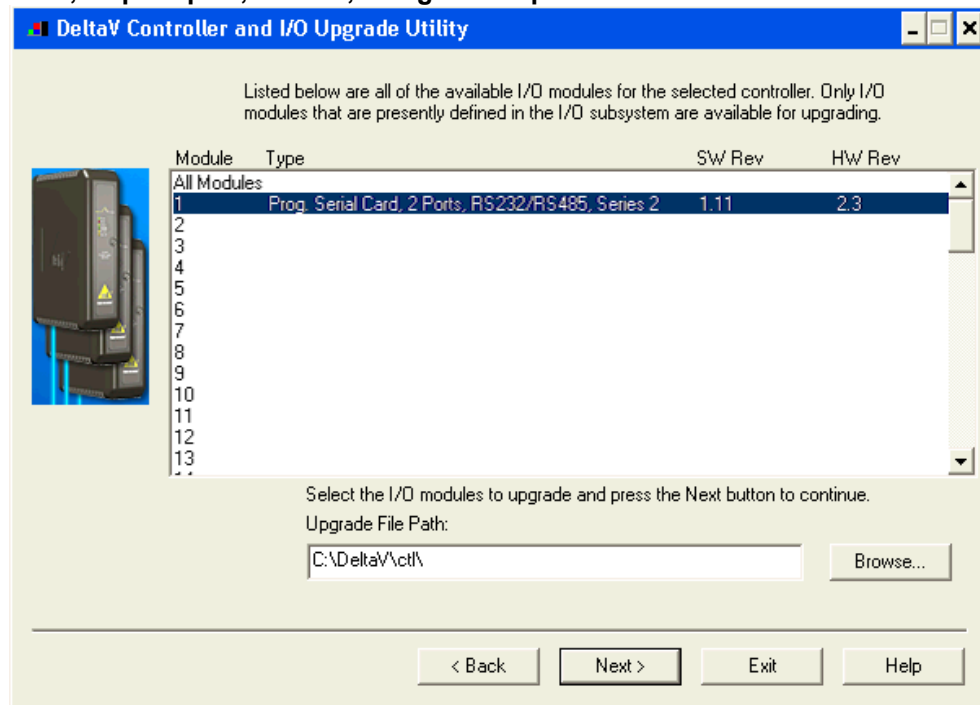 DeltaV Controller and I/O Upgrade Utility
Listed below are all of the available I/O modules for the selected controller. Only I/O
modules that are presently defined in the I/O subsystem are available for upgrading.
Module Type SW Rev HW Rev
All Modules
1 Prog. Serial Card, 2 Ports, RS232/RS485, Series 2 1.11 2.3
2
3
4
5
6
7
8
9
10
11
12
13
Select the I/O modules to upgrade and press the Next button to continue.
Upgrade File Path:
C:\DeltaV\ctl\
Browse...
< Back Next > Exit Help